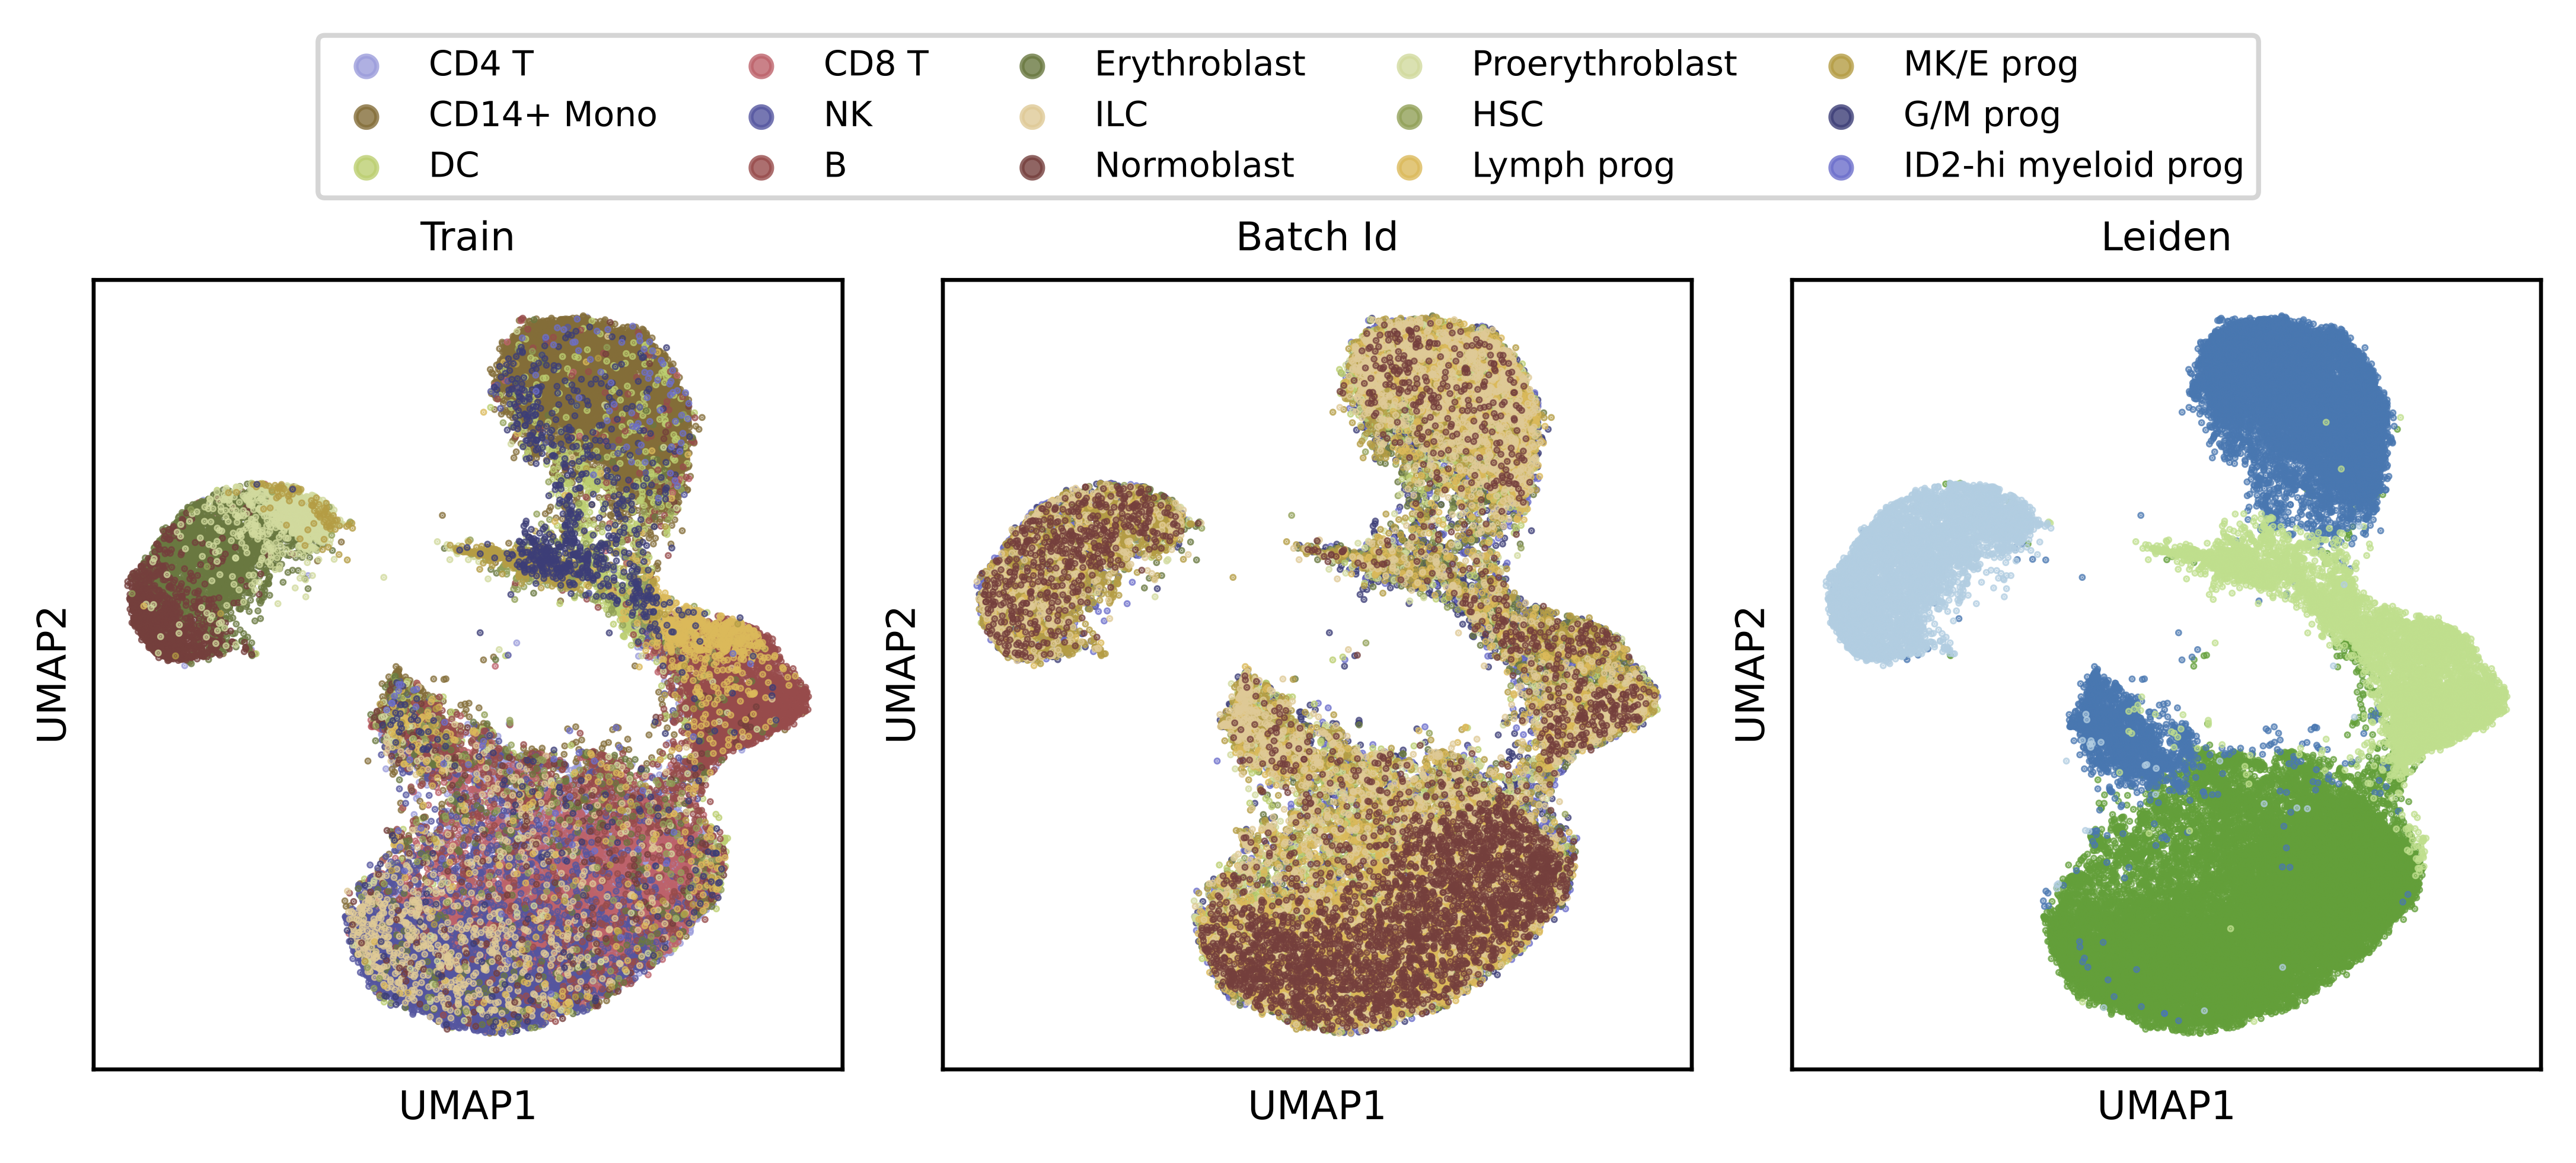 CD4 T CD8 T Erythroblast Proerythroblast MK/E prog
CD14+ Mono NK ILC HSC G/M prog
DC B Normoblast Lymph prog ID2-hi myeloid prog
Train Batch Id Leiden
UMAP2 UMAP2 UMAP2
UMAP1 UMAP1 UMAP1